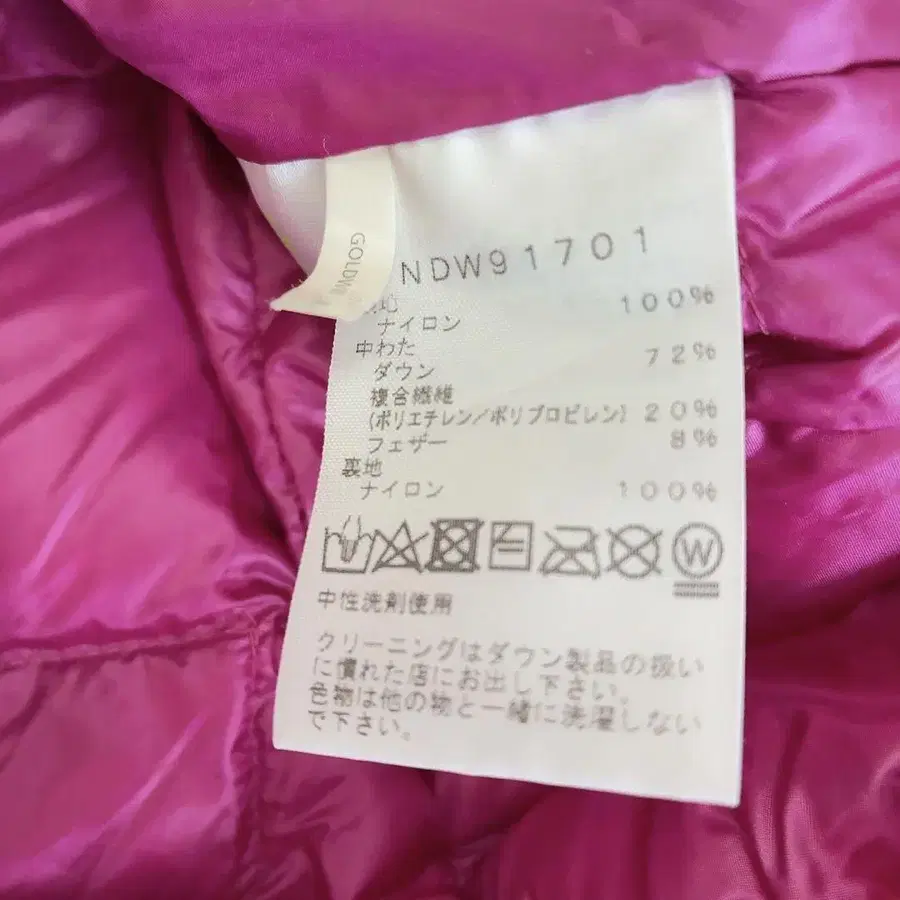 GOLDWI
NDW91701
地 100%
ナイロン
中わた
ダウン 72%
複合繊維
(ポリエチレン/ポリプロピレン) 20%
フェザー 8%
裏地
ナイロン 100%
W
中性洗剤使用
クリーニングはダウン製品の扱い
に慣れた店にお出し下さい。
色物は他の物と一緒に洗濯しない
で下さい。